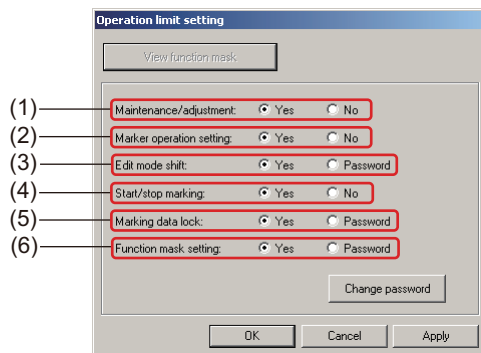 Operation limit setting
View function mask
(1) Maintenance/adjustment: Yes No
(2) Marker operation setting: Yes No
(3) Edit mode shift: Yes Password
(4) Start/stop marking: Yes No
(5) Marking data lock: Yes Password
(6) Function mask setting: Yes Password
Change password
OK Cancel Apply